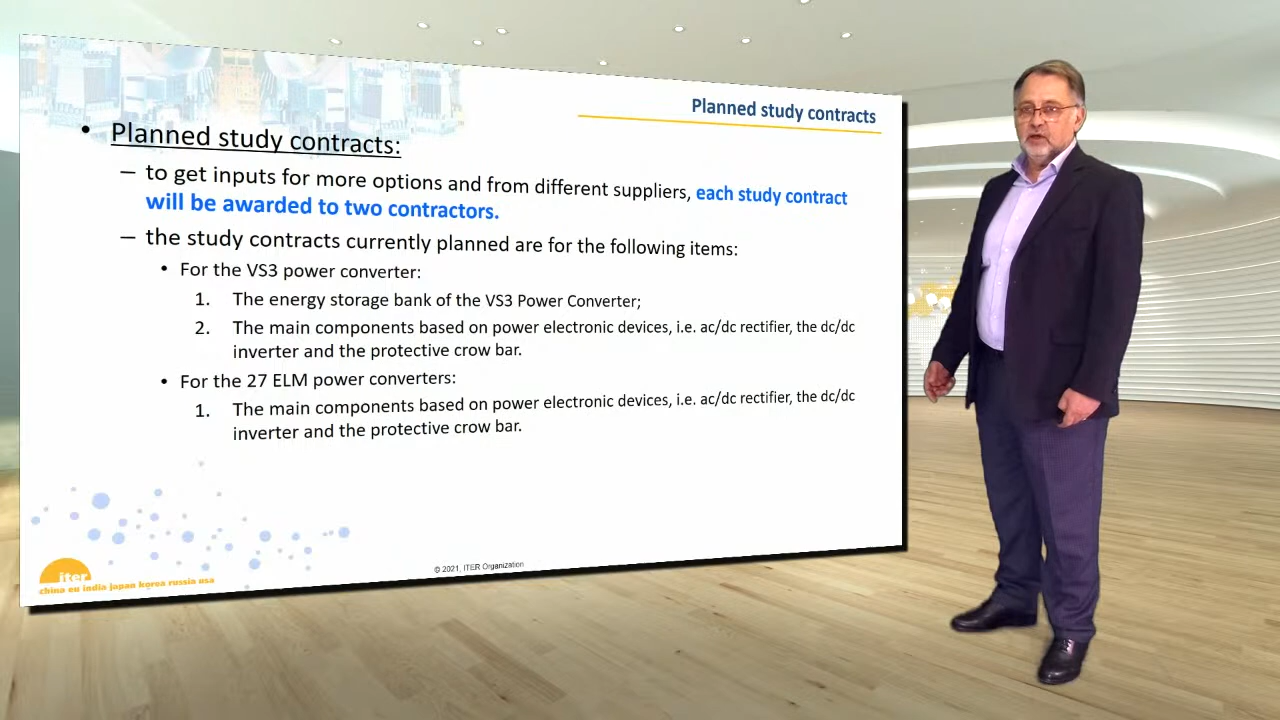 Planned study contracts
• Planned study contracts:
– to get inputs for more options and from different suppliers, each study contract
will be awarded to two contractors.
– the study contracts currently planned are for the following items:
• For the VS3 power converter:
1. The energy storage bank of the VS3 Power Converter;
2. The main components based on power electronic devices, i.e. ac/dc rectifier, the dc/dc
inverter and the protective crow bar.
• For the 27 ELM power converters:
1. The main components based on power electronic devices, i.e. ac/dc rectifier, the dc/dc
inverter and the protective crow bar.
iter
china eu india japan korea russia usa
© 2021, ITER Organization